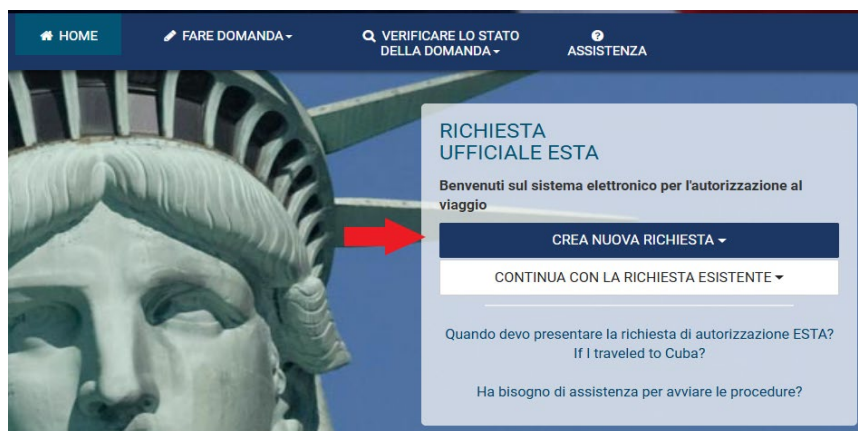 HOME
FARE DOMANDA
VERIFICARE LO STATO
DELLA DOMANDA
ASSISTENZA
RICHIESTA
UFFICIALE ESTA
Benvenuti sul sistema elettronico per l'autorizzazione al
viaggio
CREA NUOVA RICHIESTA
CONTINUA CON LA RICHIESTA ESISTENTE
Quando devo presentare la richiesta di autorizzazione ESTA?
If I traveled to Cuba?
Ha bisogno di assistenza per avviare le procedure?